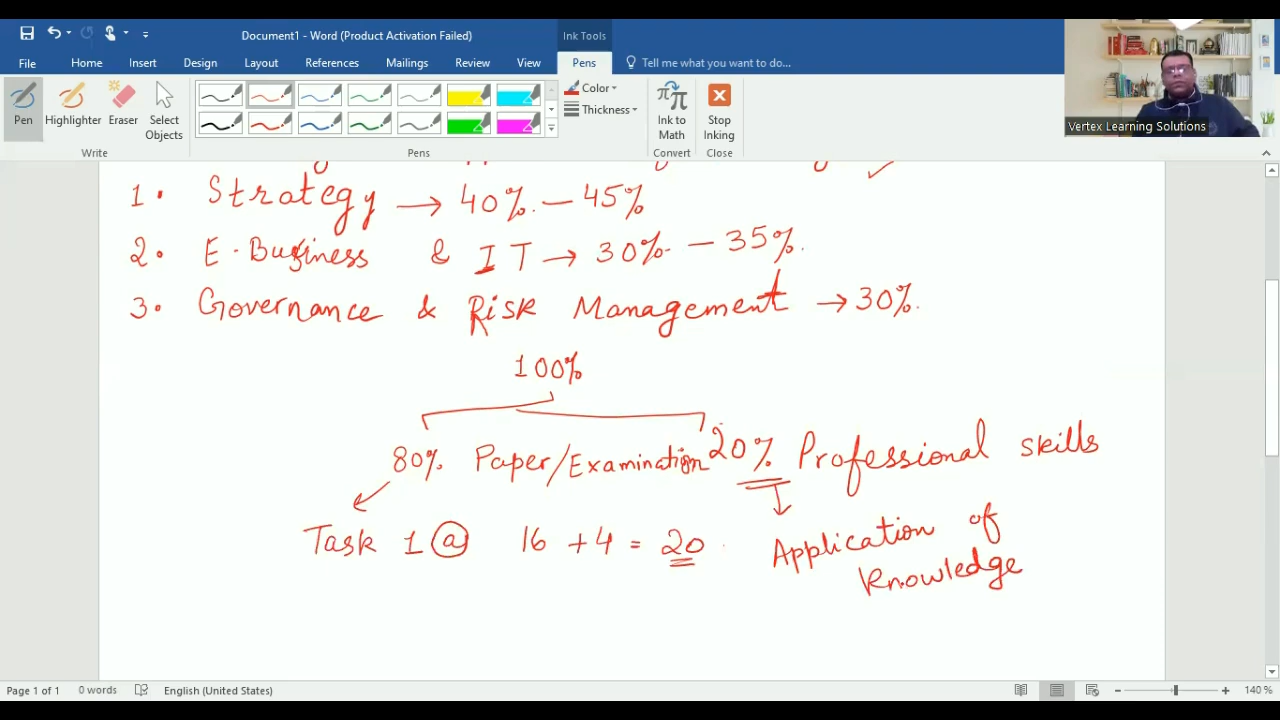 Document1 - Word (Product Activation Failed)
Ink Tools
File Home Insert Design Layout References Mailings Review View Pens Tell me what you want to do...
Pen Highlighter Eraser Select Objects
Color
Thickness
Ink to Math
Stop Inking
Write Pens Convert Close
Vertex Learning Solutions
1. Strategy → 40% - 45%
2. E-Business & IT → 30% - 35%
3. Governance & Risk Management → 30%
100%
80% Paper/Examination 20% Professional skills
Task 1 @ 16 + 4 = 20 Application of
Knowledge
Page 1 of 1 0 words English (United States) 140%